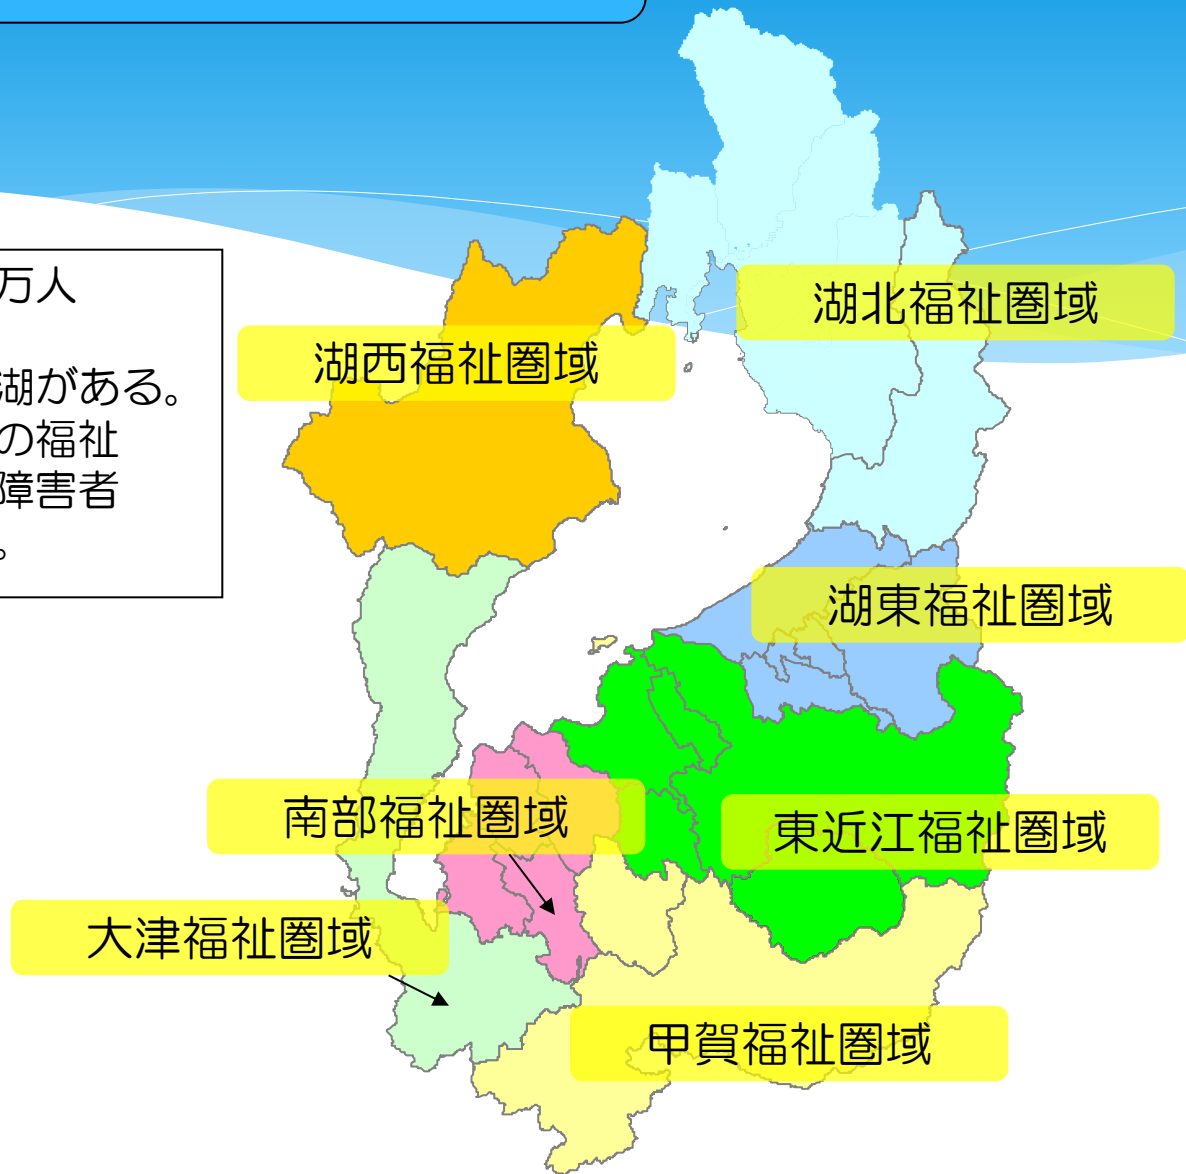 万人
湖がある。
の福祉
障害者
。
湖北福祉圏域
湖西福祉圏域
湖東福祉圏域
南部福祉圏域
東近江福祉圏域
大津福祉圏域
甲賀福祉圏域